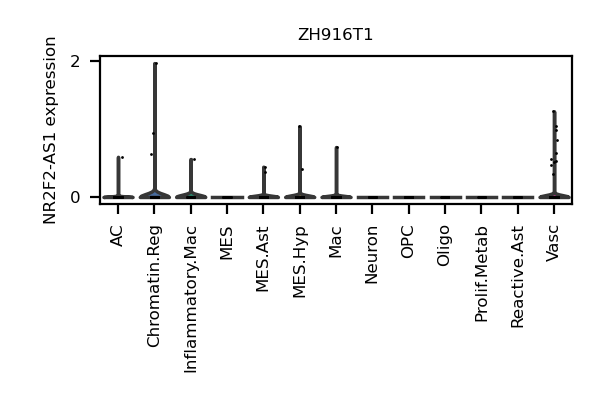 ZH916T1
NR2F2-AS1 expression
2
0
AC
Chromatin.Reg
Inflammatory.Mac
MES
MES.Ast
MES.Hyp
Mac
Neuron
OPC
Oligo
Prolif.Metab
Reactive.Ast
Vasc